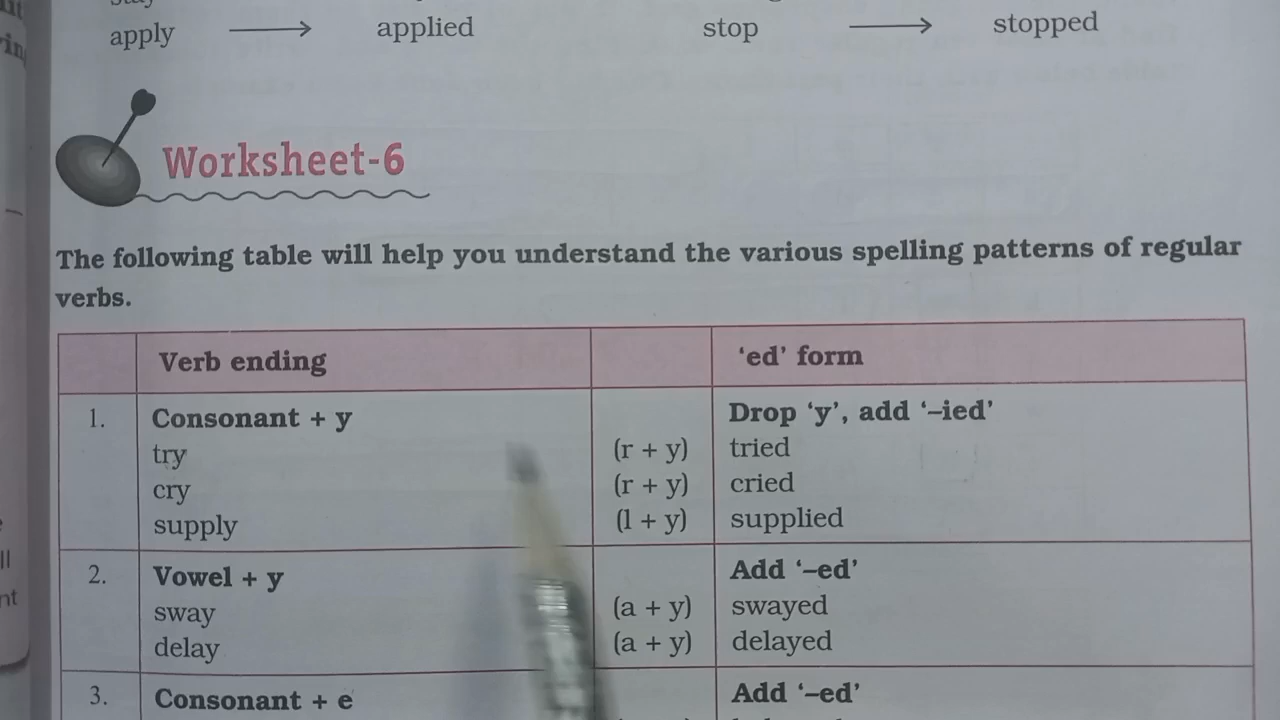 apply → applied stop → stopped
Worksheet-6
The following table will help you understand the various spelling patterns of regular
verbs.
Verb ending ‘ed’ form
1. Consonant + y Drop ‘y’, add ‘–ied’
try (r + y) tried
cry (r + y) cried
supply (l + y) supplied
2. Vowel + y Add ‘–ed’
sway (a + y) swayed
delay (a + y) delayed
3. Consonant + e Add ‘–ed’